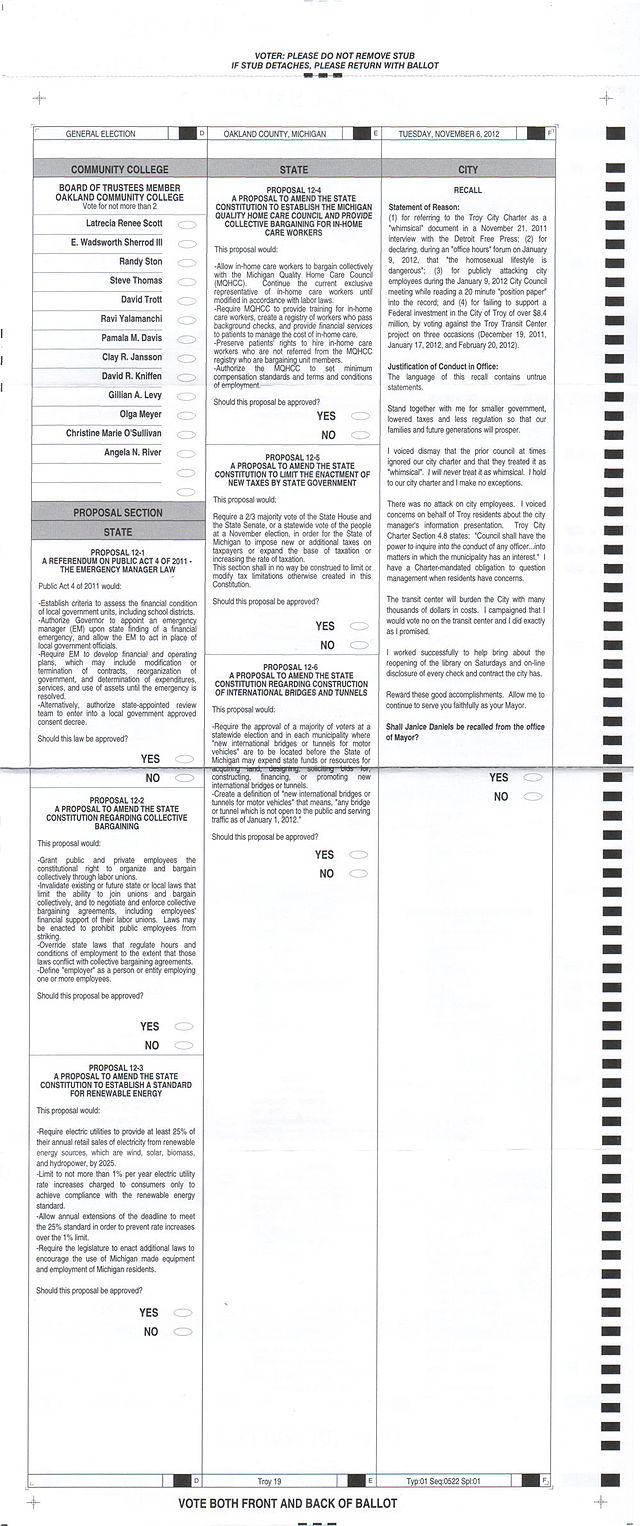 VOTER: PLEASE DO NOT REMOVE STUB
IF STUB DETACHES, PLEASE RETURN WITH BALLOT
GENERAL ELECTION
D
OAKLAND COUNTY, MICHIGAN
E
TUESDAY, NOVEMBER 6, 2012
F
COMMUNITY COLLEGE
BOARD OF TRUSTEES MEMBER
OAKLAND COMMUNITY COLLEGE
Vote for not more than 2
Latrecia Renee Scott
E. Wadsworth Sherrod III
Randy Ston
Steve Thomas
David Trott
Ravi Yalamanchi
Pamala M. Davis
Clay R. Jansson
David R. Kniffen
Gillian A. Levy
Olga Meyer
Christine Marie O'Sullivan
Angela N. River
PROPOSAL SECTION
STATE
PROPOSAL 12-1
A REFERENDUM ON PUBLIC ACT 4 OF 2011 -
THE EMERGENCY MANAGER LAW
Public Act 4 of 2011 would:
-Establish criteria to assess the financial condition
of local government units, including school districts.
-Authorize Governor to appoint an emergency
manager (EM) upon state finding of a financial
emergency, and allow the EM to act in place of
local government officials.
-Require EM to develop financial and operating
plans, which may include modification or
termination of contracts, reorganization of
government, and determination of expenditures,
services, and use of assets until the emergency is
resolved.
-Alternatively, authorize state-appointed review
team to enter into a local government approved
consent decree.
Should this law be approved?
YES
NO
PROPOSAL 12-2
A PROPOSAL TO AMEND THE STATE
CONSTITUTION REGARDING COLLECTIVE
BARGAINING
This proposal would:
-Grant public and private employees the
constitutional right to organize and bargain
collectively through labor unions.
-Invalidate existing or future state or local laws that
limit the ability to join unions and bargain
collectively, and to negotiate and enforce collective
bargaining agreements, including employees'
financial support of their labor unions. Laws may
be enacted to prohibit public employees from
striking.
-Override state laws that regulate hours and
conditions of employment to the extent that those
laws conflict with collective bargaining agreements.
-Define "employer" as a person or entity employing
one or more employees.
Should this proposal be approved?
YES
NO
PROPOSAL 12-3
A PROPOSAL TO AMEND THE STATE
CONSTITUTION TO ESTABLISH A STANDARD
FOR RENEWABLE ENERGY
This proposal would:
-Require electric utilities to provide at least 25% of
their annual retail sales of electricity from renewable
energy sources, which are wind, solar, biomass,
and hydropower, by 2025.
-Limit to not more than 1% per year electric utility
rate increases charged to consumers only to
achieve compliance with the renewable energy
standard.
-Allow annual extensions of the deadline to meet
the 25% standard in order to prevent rate increases
over the 1% limit.
-Require the legislature to enact additional laws to
encourage the use of Michigan made equipment
and employment of Michigan residents.
Should this proposal be approved?
YES
NO
STATE
PROPOSAL 12-4
A PROPOSAL TO AMEND THE STATE
CONSTITUTION TO ESTABLISH THE MICHIGAN
QUALITY HOME CARE COUNCIL AND PROVIDE
COLLECTIVE BARGAINING FOR IN-HOME
CARE WORKERS
This proposal would:
-Allow in-home care workers to bargain collectively
with the Michigan Quality Home Care Council
(MQHCC). Continue the current exclusive
representative of in-home care workers until
modified in accordance with labor laws.
-Require MQHCC to provide training for in-home
care workers, create a registry of workers who pass
background checks, and provide financial services
to patients to manage the cost of in-home care.
-Preserve patients' rights to hire in-home care
workers who are not referred from the MQHCC
registry who are bargaining unit members.
-Authorize the MQHCC to set minimum
compensation standards and terms and conditions
of employment.
Should this proposal be approved?
YES
NO
PROPOSAL 12-5
A PROPOSAL TO AMEND THE STATE
CONSTITUTION TO LIMIT THE ENACTMENT OF
NEW TAXES BY STATE GOVERNMENT
This proposal would:
Require a 2/3 majority vote of the State House and
the State Senate, or a statewide vote of the people
at a November election, in order for the State of
Michigan to impose new or additional taxes on
taxpayers or expand the base of taxation or
increasing the rate of taxation.
This section shall in no way be construed to limit or
modify tax limitations otherwise created in this
Constitution.
Should this proposal be approved?
YES
NO
PROPOSAL 12-6
A PROPOSAL TO AMEND THE STATE
CONSTITUTION REGARDING CONSTRUCTION
OF INTERNATIONAL BRIDGES AND TUNNELS
This proposal would:
-Require the approval of a majority of voters at a
statewide election and in each municipality where
"new international bridges or tunnels for motor
vehicles" are to be located before the State of
Michigan may expend state funds or resources for
acquiring land, designing, soliciting bids for,
constructing, financing, or promoting new
international bridges or tunnels.
-Create a definition of "new international bridges or
tunnels for motor vehicles" that means, "any bridge
or tunnel which is not open to the public and serving
traffic as of January 1, 2012."
Should this proposal be approved?
YES
NO
CITY
RECALL
Statement of Reason:
(1) for referring to the Troy City Charter as a
"whimsical" document in a November 21, 2011
interview with the Detroit Free Press; (2) for
declaring, during an "office hours" forum on January
9, 2012, that "the homosexual lifestyle is
dangerous"; (3) for publicly attacking city
employees during the January 9, 2012 City Council
meeting while reading a 20 minute "position paper"
into the record; and (4) for failing to support a
Federal investment in the City of Troy of over $8.4
million, by voting against the Troy Transit Center
project on three occasions (December 19, 2011,
January 17, 2012, and February 20, 2012).
Justification of Conduct in Office:
The language of this recall contains untrue
statements.
Stand together with me for smaller government,
lowered taxes and less regulation so that our
families and future generations will prosper.
I voiced dismay that the prior council at times
ignored our city charter and that they treated it as
"whimsical". I will never treat it as whimsical. I hold
to our city charter and I make no exceptions.
There was no attack on city employees. I voiced
concerns on behalf of Troy residents about the city
manager's information presentation. Troy City
Charter Section 4.8 states: "Council shall have the
power to inquire into the conduct of any officer...into
matters in which the municipality has an interest." I
have a Charter-mandated obligation to question
management when residents have concerns.
The transit center will burden the City with many
thousands of dollars in costs. I campaigned that I
would vote no on the transit center and I did exactly
as I promised.
I worked successfully to help bring about the
reopening of the library on Saturdays and on-line
disclosure of every check and contract the city has.
Reward these good accomplishments. Allow me to
continue to serve you faithfully as your Mayor.
Shall Janice Daniels be recalled from the office
of Mayor?
YES
NO
D
Troy 19
E
Typ:01 Seq:0522 Spl:01
F
VOTE BOTH FRONT AND BACK OF BALLOT